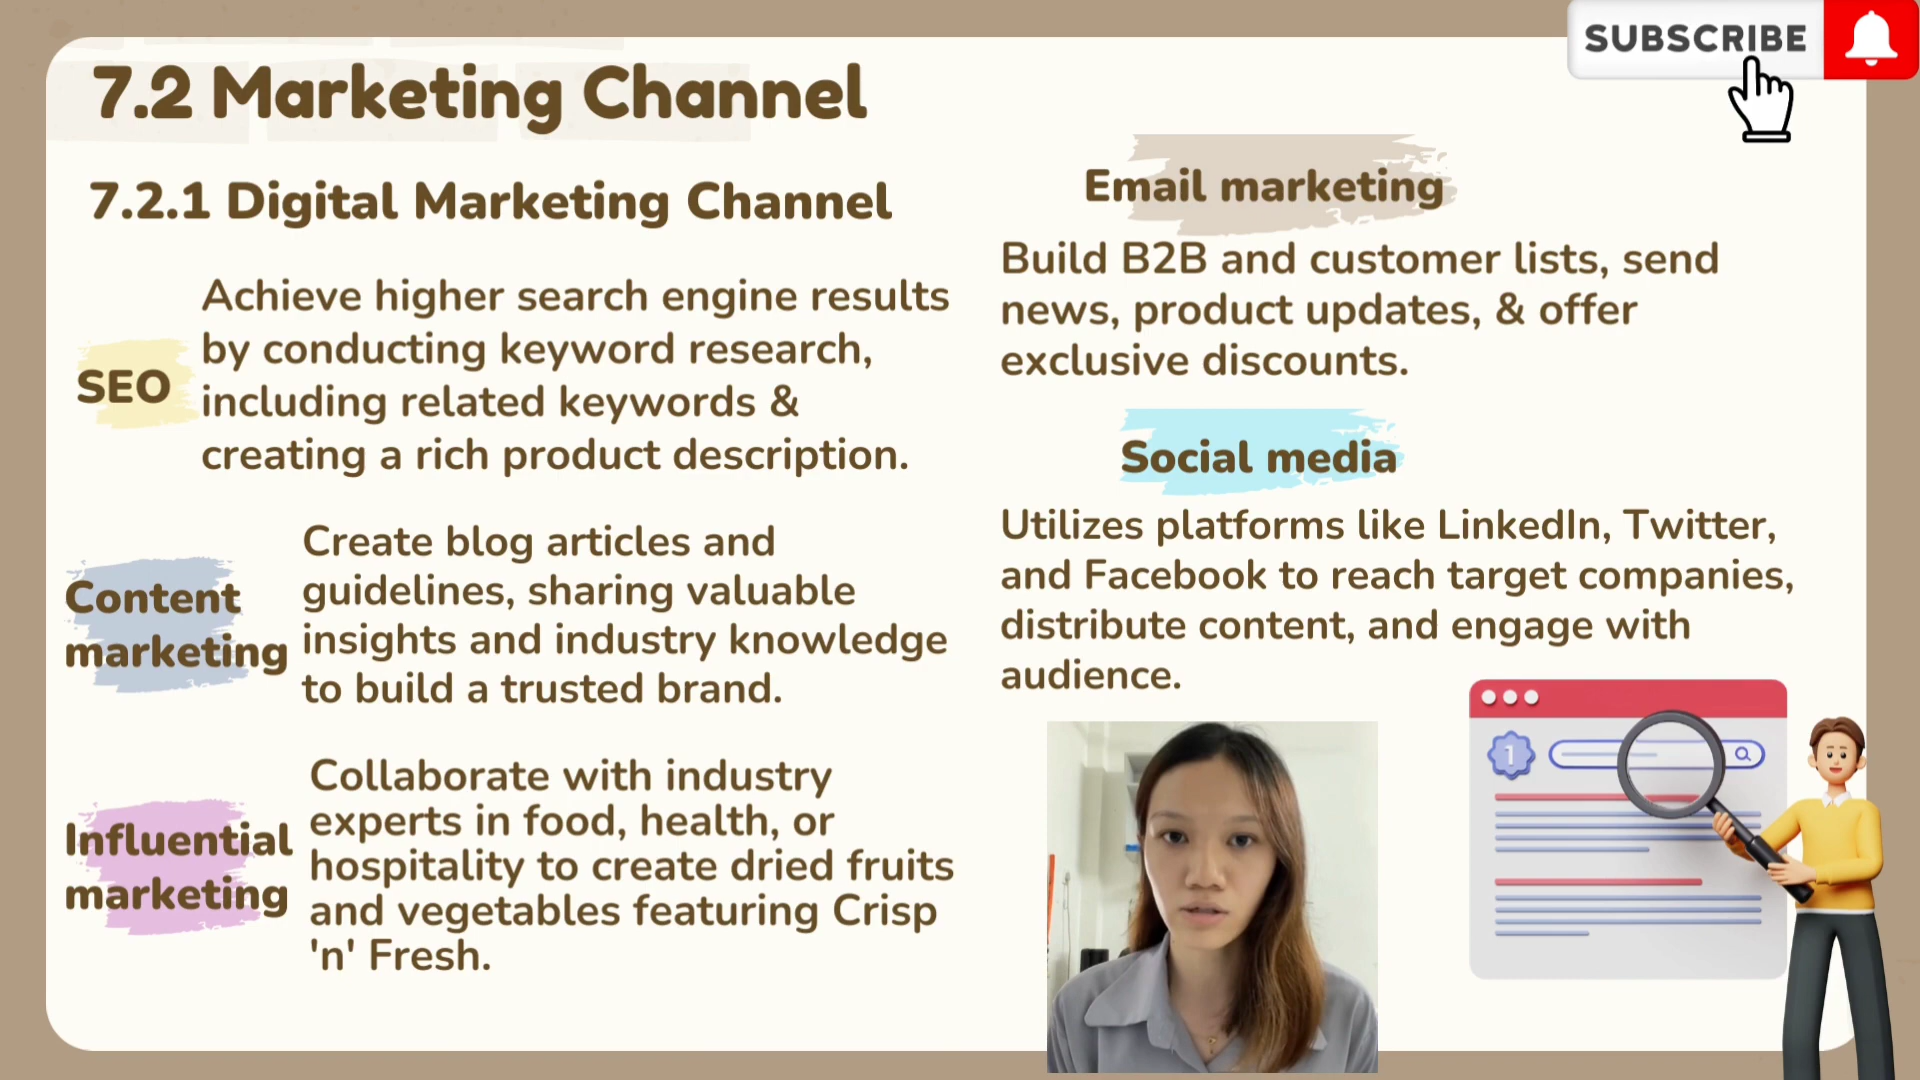 SUBSCRIBE
7.2 Marketing Channel
7.2.1 Digital Marketing Channel
SEO
Achieve higher search engine results
by conducting keyword research,
including related keywords &
creating a rich product description.
Content
marketing
Create blog articles and
guidelines, sharing valuable
insights and industry knowledge
to build a trusted brand.
Influential
marketing
Collaborate with industry
experts in food, health, or
hospitality to create dried fruits
and vegetables featuring Crisp
'n' Fresh.
Email marketing
Build B2B and customer lists, send
news, product updates, & offer
exclusive discounts.
Social media
Utilizes platforms like LinkedIn, Twitter,
and Facebook to reach target companies,
distribute content, and engage with
audience.
1